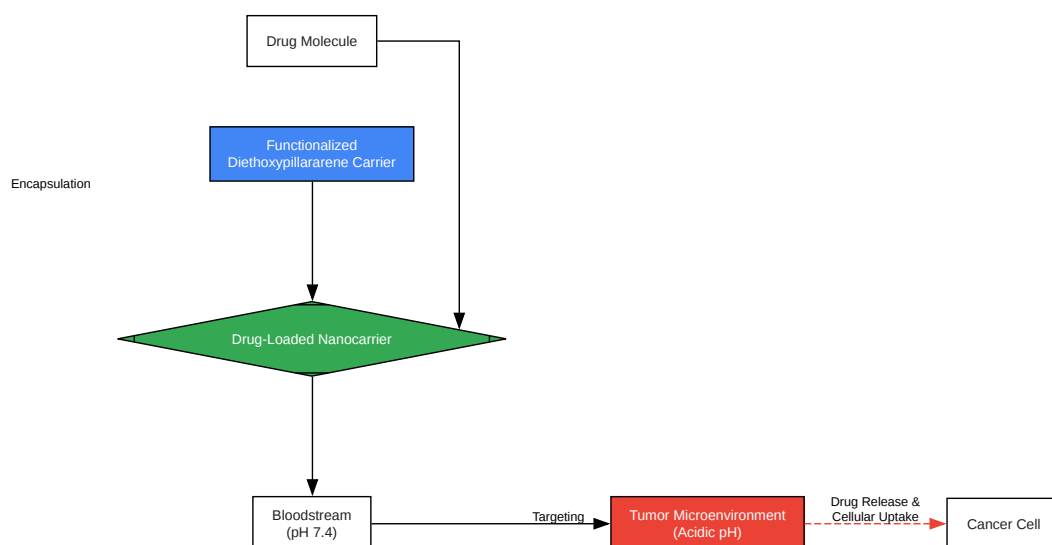 Drug Molecule
Functionalized
Diethoxypillararene Carrier
Encapsulation
Drug-Loaded Nanocarrier
Bloodstream
(pH 7.4)
Targeting
Tumor Microenvironment
(Acidic pH)
Drug Release &
Cellular Uptake
Cancer Cell